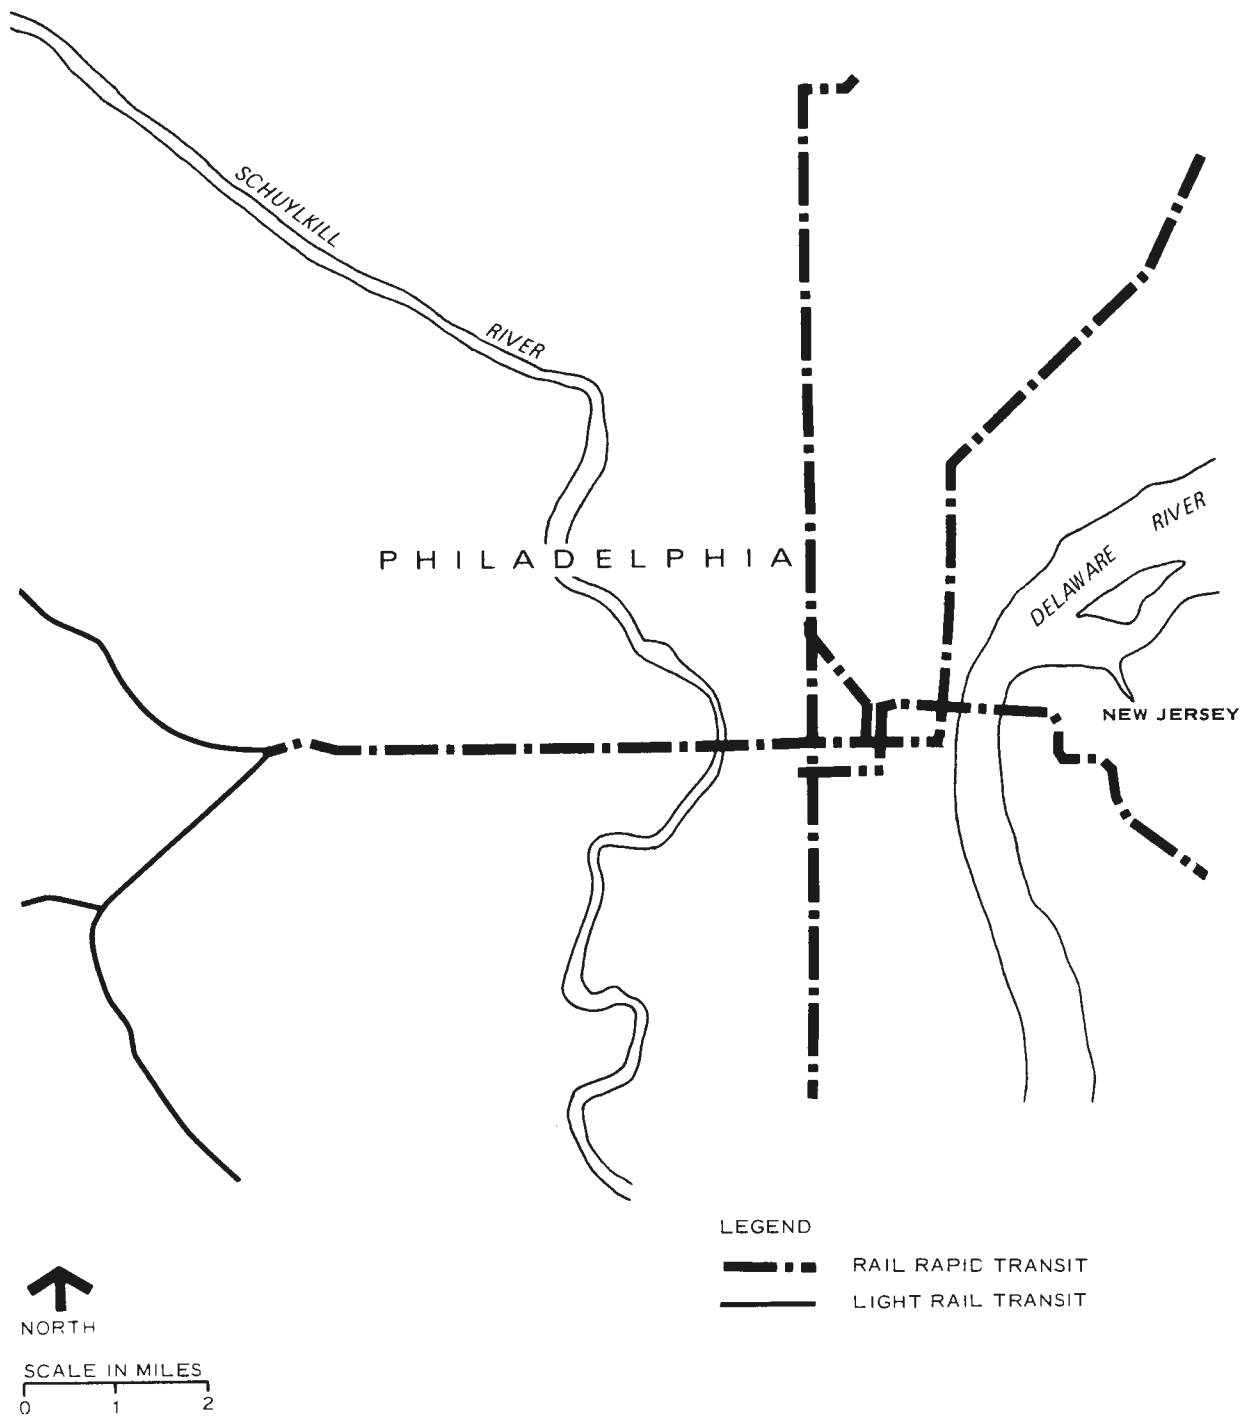 SCHUYLKILL
RIVER
RIVER
DELAWARE
PHILADELPHIA
NEW JERSEY
LEGEND
RAIL RAPID TRANSIT
LIGHT RAIL TRANSIT
NORTH
SCALE IN MILES
0 1 2